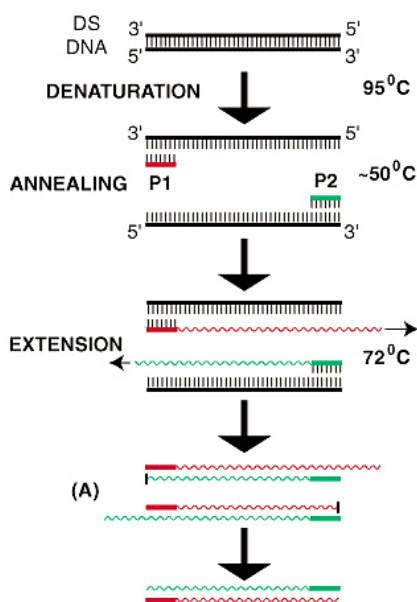 DS 3' 5'
DNA 5' 3'
DENATURATION 95⁰C
3' 5'
ANNEALING P1 P2 ~50⁰C
5' 3'
EXTENSION 72⁰C
(A)